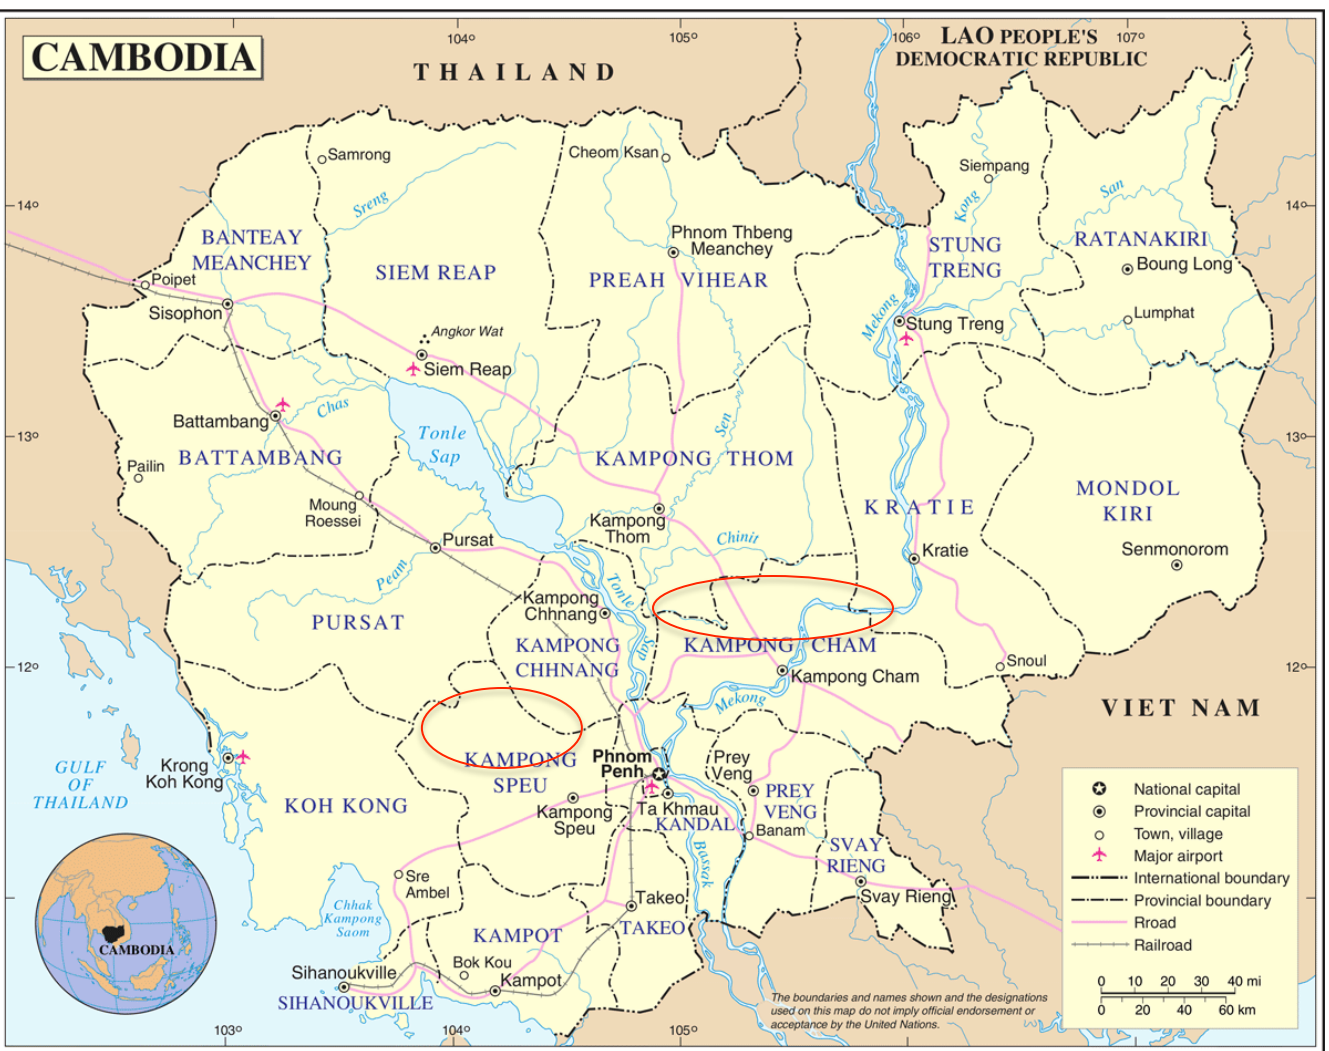 CAMBODIA
104°
105°
106°
107°
THAILAND
LAO PEOPLE'S
DEMOCRATIC REPUBLIC
Samrong
Cheom Ksan
Siempang
Sreng
Kong
San
14°
14°
BANTEAY
MEANCHEY
SIEM REAP
Phnom Thbeng
Meanchey
PREAH VIHEAR
STUNG
TRENG
RATANAKIRI
Boung Long
Poipet
Sisophon
Mekong
Stung Treng
Lumphat
Angkor Wat
Siem Reap
Battambang
Chas
Tonle
Sap
Sen
13°
13°
BATTAMBANG
KAMPONG THOM
Pailin
Moung
Roessei
KRATIE
MONDOL
KIRI
Kampong
Thom
Chinit
Pursat
Peam
Kratie
Senmonorom
Kampong
Chhnang
Tonle
Sap
PURSAT
KAMPONG
CHHNANG
KAMPONG CHAM
Kampong Cham
Snoul
12°
12°
Mekong
VIET NAM
Krong
Koh Kong
GULF
OF
THAILAND
KOH KONG
KAMPONG
SPEU
Kampong
Speu
Phnom
Penh
Ta Khmau
KANDAL
Prey
Veng
PREY
VENG
Banam
SVAY
RIENG
Svay Rieng
Bassak
Sre
Ambel
Chhak
Kampong
Saom
Takeo
TAKEO
KAMPOT
Bok Kou
Kampot
Sihanoukville
SIHANOUKVILLE
CAMBODIA
National capital
Provincial capital
Town, village
Major airport
International boundary
Provincial boundary
Rroad
Railroad
0 10 20 30 40 mi
0 20 40 60 km
The boundaries and names shown and the designations
used on this map do not imply official endorsement or
acceptance by the United Nations.
103°
104°
105°
106°
107°